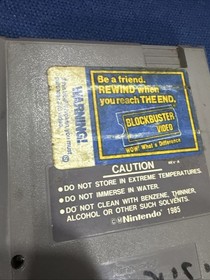 Be a friend.
REWIND when
you reach THE END.
BLOCKBUSTER
VIDEO
WOW! What a Difference
WARNING!
CAUTION
REV-A
• DO NOT STORE IN EXTREME TEMPERATURES.
• DO NOT IMMERSE IN WATER.
• DO NOT CLEAN WITH BENZENE, THINNER,
ALCOHOL OR OTHER SUCH SOLVENTS.
©Nintendo 1985